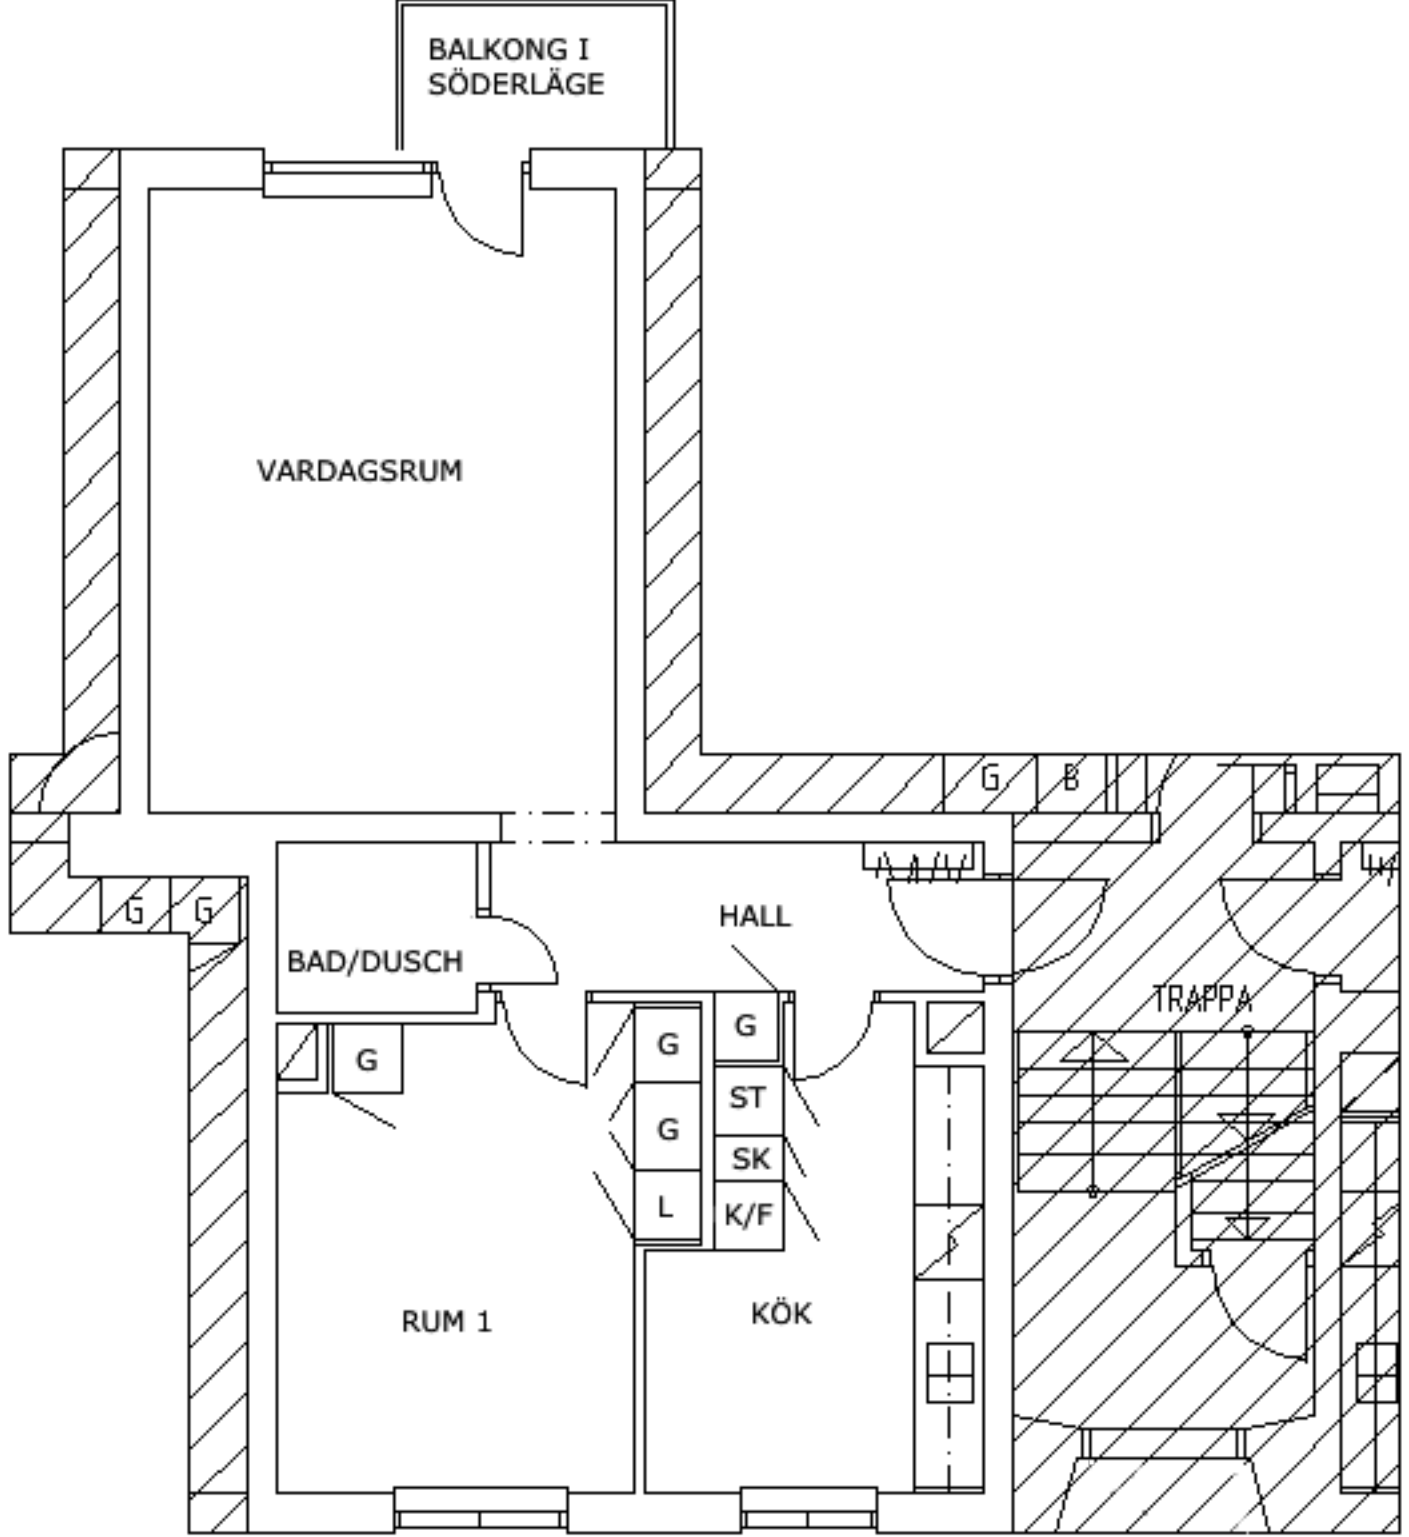 BALKONG I
SÖDERLÄGE
VARDAGSRUM
G
B
G
G
HALL
BAD/DUSCH
TRAPPA
G
G
G
ST
G
SK
L
K/F
RUM 1
KÖK